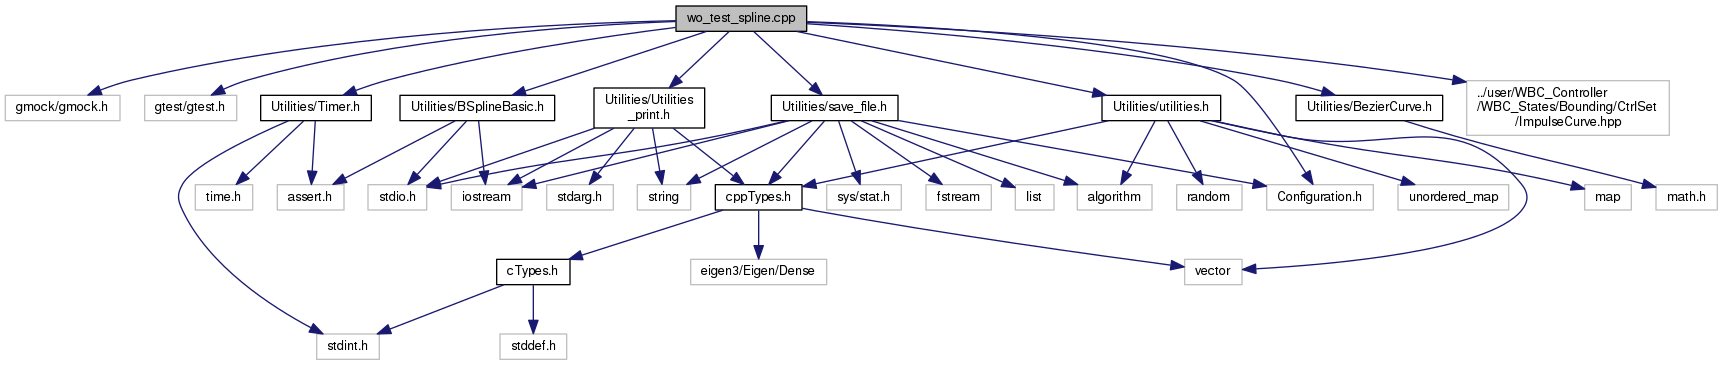 wo_test_spline.cpp
gmock/gmock.h
gtest/gtest.h
Utilities/Timer.h
Utilities/BSplineBasic.h
Utilities/Utilities
_print.h
Utilities/save_file.h
Utilities/utilities.h
Utilities/BezierCurve.h
../user/WBC_Controller
/WBC_States/Bounding/CtrlSet
/ImpulseCurve.hpp
time.h
assert.h
stdio.h
iostream
stdarg.h
string
cppTypes.h
sys/stat.h
fstream
list
algorithm
random
Configuration.h
unordered_map
map
math.h
cTypes.h
eigen3/Eigen/Dense
vector
stdint.h
stddef.h